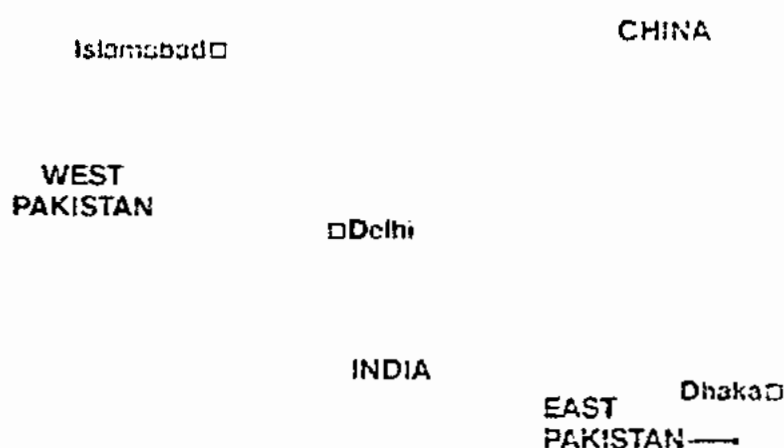 CHINA
Islamabad
WEST
PAKISTAN
Delhi
INDIA
Dhaka
EAST
PAKISTAN